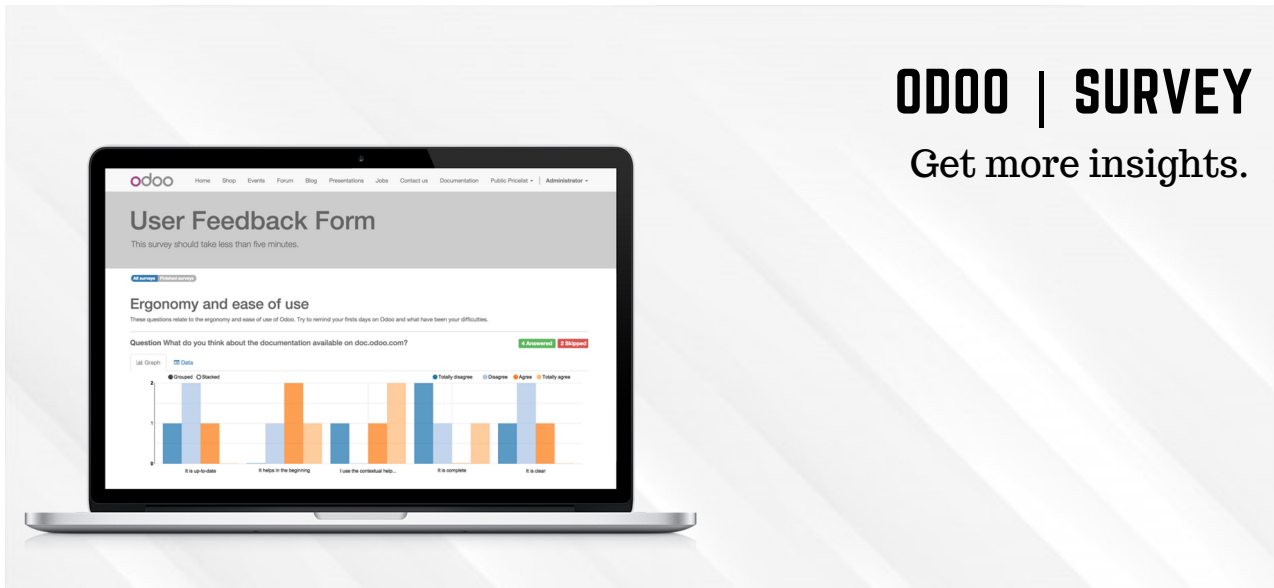 ODOO | SURVEY
Get more insights.
odoo Home Shop Events Forum Blog Presentations Jobs Contact us Documentation Public Pricelist Administrator
User Feedback Form
This survey should take less than five minutes.
All surveys Finished surveys
Ergonomy and ease of use
These questions relate to the ergonomy and ease of use of Odoo. Try to remind your firsts days on Odoo and what have been your difficulties.
Question What do you think about the documentation available on doc.odoo.com? 4 Answered 2 Skipped
Graph Data
Grouped Stacked Totally disagree Disagree Agree Totally agree
2
1
0
It is up-to-date It helps in the beginning I use the contextual help... It is complete It is clear